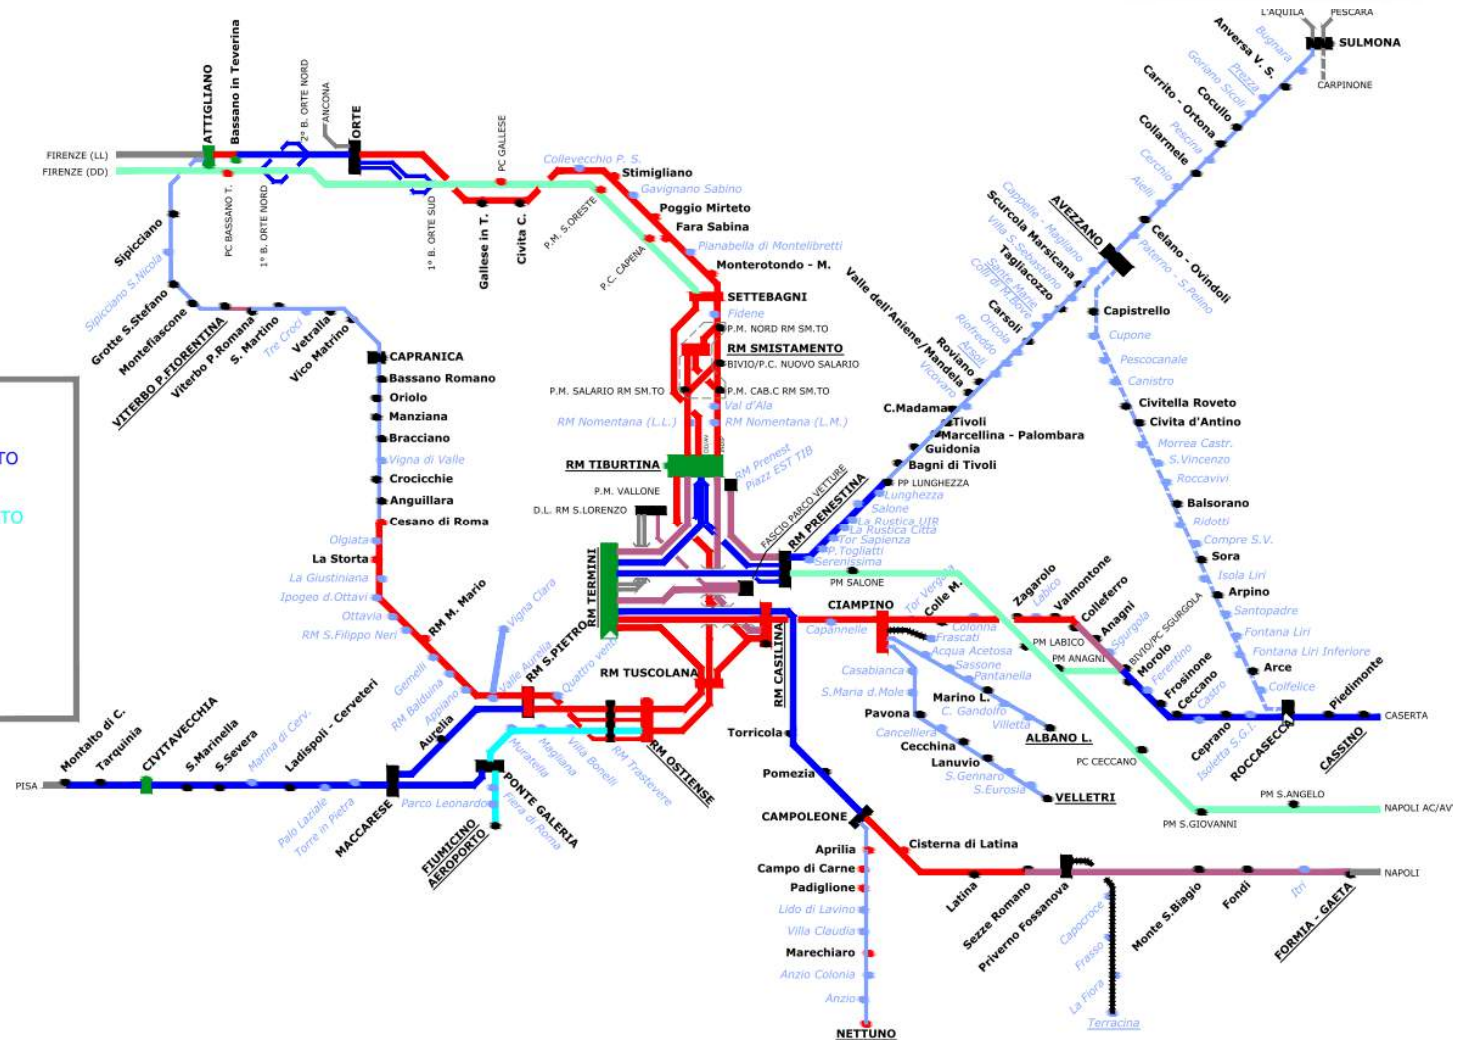 L'AQUILA
PESCARA
SULMONA
CARPINONE
Bugnara
Anversa V. S.
Prezza
Goriano Sicoli
Cocullo
Carrito - Ortona
Pescina
Collarmele
Cerchio
Aielli
Celano - Ovindoli
Paterno - S.Pelino
AVEZZANO
Cappelle - Magliano
Scurcola Marsicana
Villa S.Sebastiano
Tagliacozzo
Sante Marie
Colli di M.Bove
Carsoli
Oricola
Riofreddo
Arsoli
Roviano
Valle dell'Aniene/Mandela
Vicovaro
C.Madama
Tivoli
Marcellina - Palombara
Guidonia
Bagni di Tivoli
PP LUNGHEZZA
Lunghezza
Salone
La Rustica UIR
La Rustica Città
Tor Sapienza
P.Togliatti
Serenissima
RM PRENESTINA
FASCIO PARCO VETTURE
FIRENZE (LL)
FIRENZE (DD)
ATTIGLIANO
Bassano in Teverina
2° B. ORTE NORD
ANCONA
ORTE
PC BASSANO T.
1° B. ORTE NORD
1° B. ORTE SUD
PC GALLESE
Gallese in T.
Civita C.
Collevecchio P. S.
Stimigliano
Gavignano Sabino
Poggio Mirteto
Fara Sabina
P.M. S.ORESTE
P.C. CAPENA
Pianabella di Montelibretti
Monterotondo - M.
SETTEBAGNI
Fidene
P.M. NORD RM SM.TO
RM SMISTAMENTO
BIVIO/P.C. NUOVO SALARIO
P.M. SALARIO RM SM.TO
P.M. CAB.C RM SM.TO
Val d'Ala
RM Nomentana (L.L.)
RM Nomentana (L.M.)
RM TIBURTINA
RM Prenest
Piazz EST TIB
P.M. VALLONE
D.L. RM S.LORENZO
RM TERMINI
Sipicciano
Sipicciano S.Nicola
Grotte S.Stefano
Montefiascone
VITERBO P.FIORENTINA
Viterbo P.Romana
S. Martino
Tre Croci
Vetralla
Vico Matrino
CAPRANICA
Bassano Romano
Oriolo
Manziana
Bracciano
Vigna di Valle
Crocicchie
Anguillara
Cesano di Roma
Olgiata
La Storta
La Giustiniana
Ipogeo d.Ottavi
Ottavia
RM S.Filippo Neri
RM M. Mario
Gemelli
RM Balduina
Appiano
Valle Aurelia
Vigna Clara
RM S.PIETRO
Quattro venti
RM TUSCOLANA
RM CASILINA
RM OSTIENSE
RM Trastevere
Villa Bonelli
Magliana
Muratella
TO
TO
PISA
Montalto di C.
Tarquinia
CIVITAVECCHIA
S.Marinella
S.Severa
Marina di Cerv.
Ladispoli - Cerveteri
Palo Laziale
Torre in Pietra
MACCARESE
Aurelia
Parco Leonardo
PONTE GALERIA
Fiera di Roma
FIUMICINO
AEROPORTO
CIAMPINO
Capannelle
Tor Vergata
Colle M.
Colonna
Zagarolo
Labico
Valmontone
Colleferro
Anagni
Sgurgola
BIVIO/PC SGURGOLA
Morolo
Ferentino
Frosinone
Ceccano
Castro
Ceprano
Isoletta S.G.I.
ROCCASECCA
Piedimonte
CASSINO
CASERTA
PM SALONE
PM LABICO
PM ANAGNI
PC CECCANO
PM S.GIOVANNI
PM S.ANGELO
NAPOLI AC/AV
Capistrello
Cupone
Pescocanale
Canistro
Civitella Roveto
Civita d'Antino
Morrea Castr.
S.Vincenzo
Roccavivi
Balsorano
Ridotti
Compre S.V.
Sora
Isola Liri
Arpino
Santopadre
Fontana Liri
Fontana Liri Inferiore
Arce
Colfelice
Frascati
Acqua Acetosa
Sassone
Pantanella
Marino L.
C. Gandolfo
Villetta
ALBANO L.
Casabianca
S.Maria d.Mole
Pavona
Cancelliera
Cecchina
Lanuvio
S.Gennaro
S.Eurosia
VELLETRI
Torricola
Pomezia
CAMPOLEONE
Aprilia
Campo di Carne
Padiglione
Lido di Lavino
Villa Claudia
Marechiaro
Anzio Colonia
Anzio
NETTUNO
Cisterna di Latina
Latina
Sezze Romano
Priverno Fossanova
Capocroce
Frasso
La Fiora
Terracina
Monte S.Biagio
Fondi
Itri
FORMIA - GAETA
NAPOLI